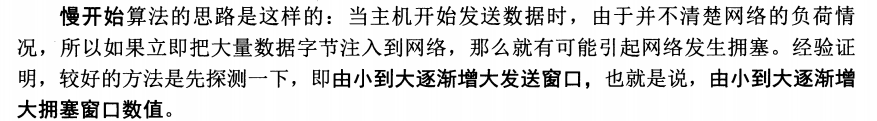 慢开始算法的思路是这样的：当主机开始发送数据时，由于并不清楚网络的负荷情
况，所以如果立即把大量数据字节注入到网络，那么就有可能引起网络发生拥塞。经验证
明，较好的方法是先探测一下，即由小到大逐渐增大发送窗口，也就是说，由小到大逐渐增
大拥塞窗口数值。